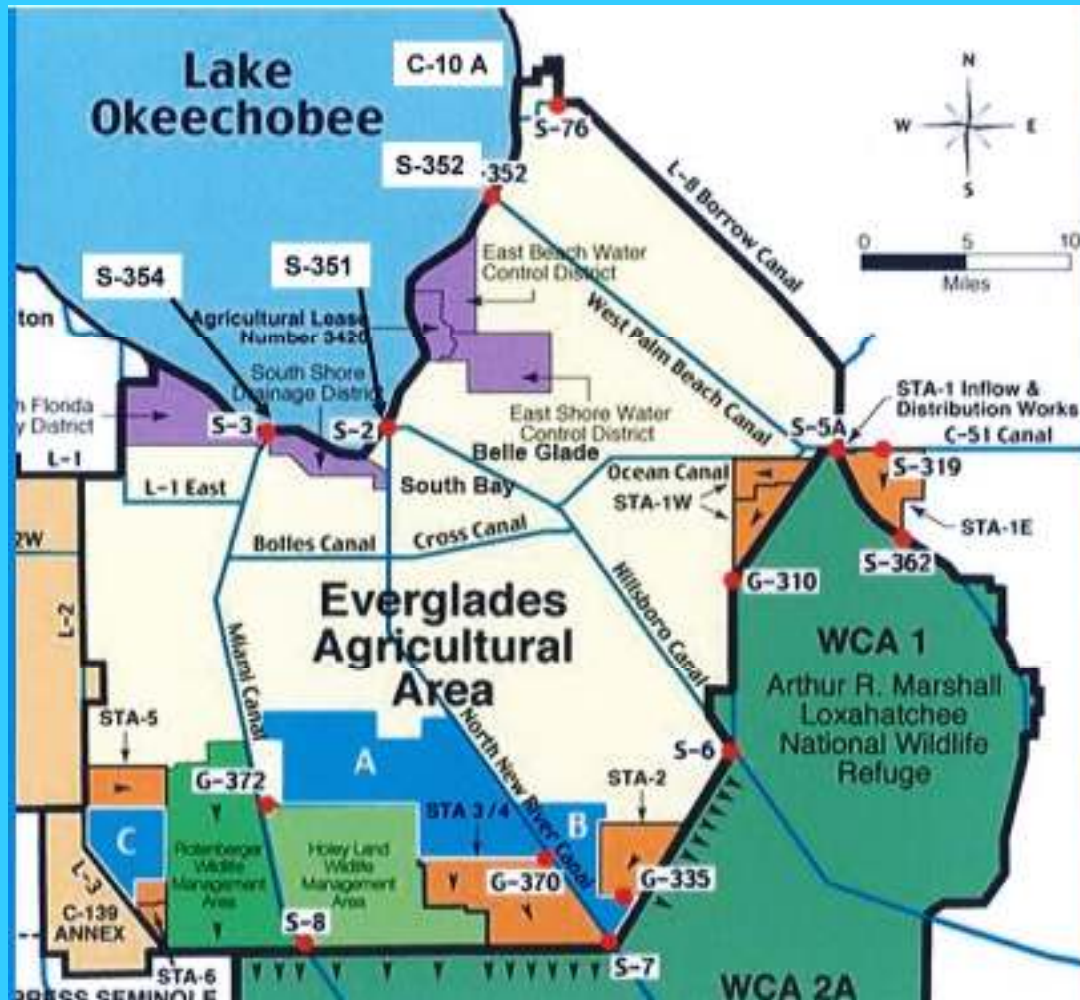 Lake
Okeechobee
C-10 A
S-76
N
W
E
S
S-352
-352
L-8 Borrow Canal
0
5
10
Miles
East Beach Water
Control District
S-354
S-351
ton
Agricultural Lease
Number 3420
West Palm Beach Canal
South Shore
Drainage District
h Florida
y District
S-3
S-2
East Shore Water
Control District
STA-1 Inflow &
Distribution Works
S-5A
C-51 Canal
L-1
Belle Glade
Ocean Canal
S-319
L-1 East
South Bay
STA-1W
STA-1E
2W
Bolles Canal
Cross Canal
S-362
Everglades
Agricultural
Area
G-310
Hillsboro Canal
L-2
Miami Canal
WCA 1
Arthur R. Marshall
Loxahatchee
National Wildlife
Refuge
STA-5
North New River Canal
S-6
A
G-372
STA-2
STA 3/4
B
C
Rotenberger
Wildlife
Management
Area
Holey Land
Wildlife
Management
Area
G-370
G-335
L-3
C-139
ANNEX
S-8
S-7
STA-6
PRESS SEMINOLE
WCA 2A